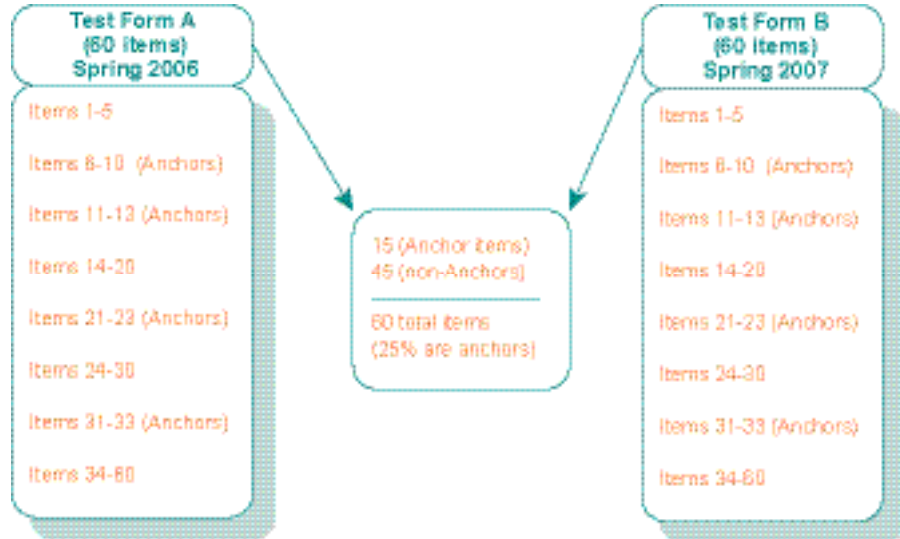 Test Form A
(60 items)
Spring 2006
Items 1-5
Items 6-10 (Anchors)
Items 11-13 (Anchors)
Items 14-20
Items 21-23 (Anchors)
Items 24-30
Items 31-33 (Anchors)
Items 34-60
15 (Anchor items)
45 (non-Anchors)
60 total items
(25% are anchors)
Test Form B
(60 items)
Spring 2007
Items 1-5
Items 6-10 (Anchors)
Items 11-13 (Anchors)
Items 14-20
Items 21-23 (Anchors)
Items 24-30
Items 31-33 (Anchors)
Items 34-60